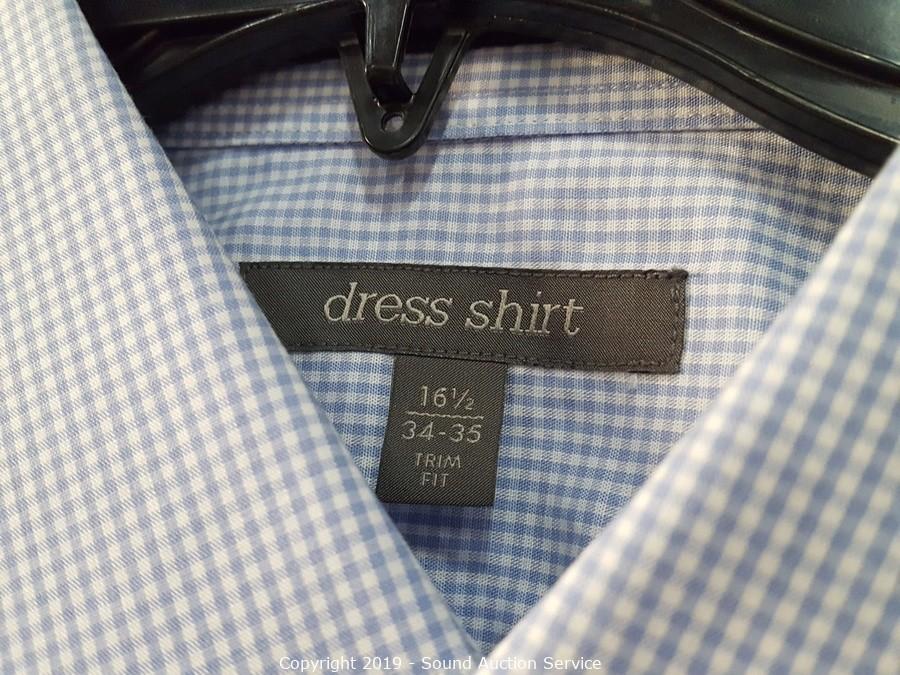 dress shirt
16½
34-35
TRIM
FIT
Copyright 2019 - Sound Auction Service